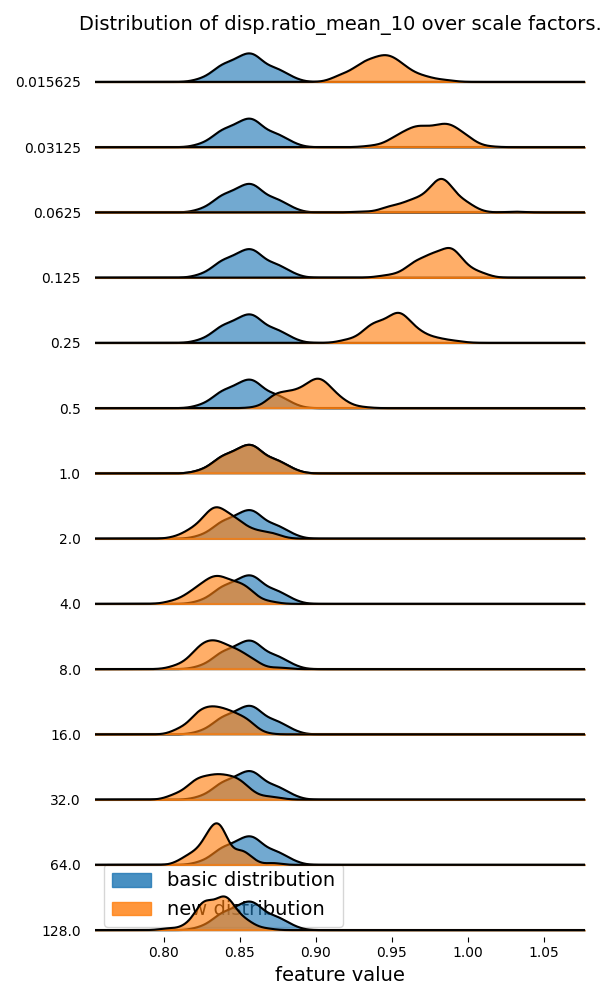 Distribution of disp.ratio_mean_10 over scale factors.
0.015625
0.03125
0.0625
0.125
0.25
0.5
1.0
2.0
4.0
8.0
16.0
32.0
64.0
basic distribution
new distribution
128.0
0.80 0.85 0.90 0.95 1.00 1.05
feature value